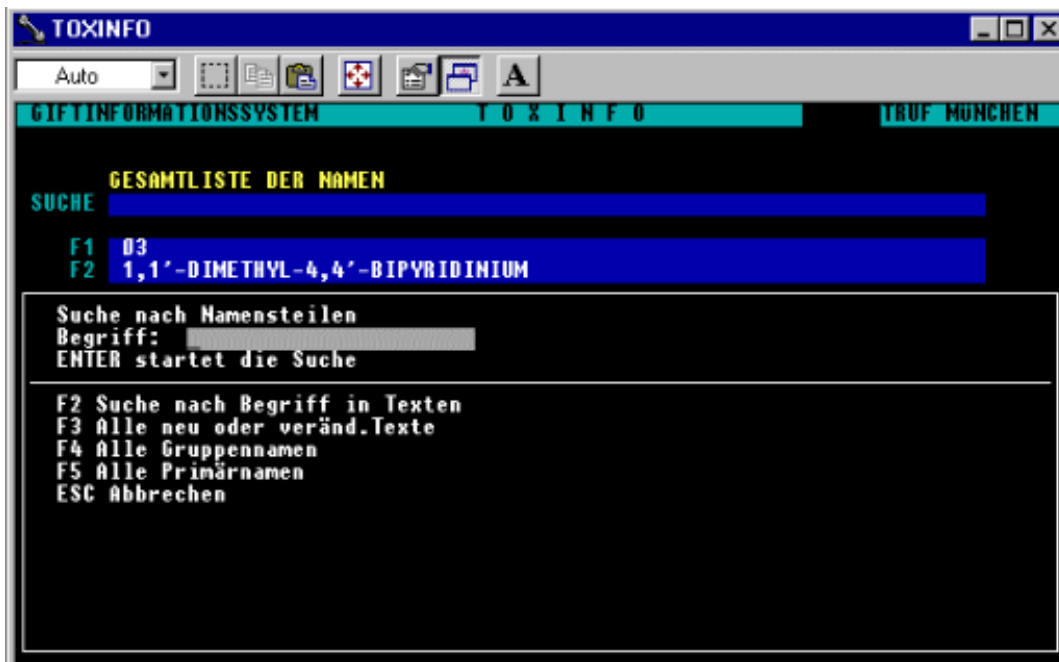 TOXINFO
Auto A
GIFTINFORMATIONSSYSTEM T O X I N F O TRUF MÜNCHEN
GESAMTLISTE DER NAMEN
SUCHE
F1 03
F2 1,1'-DIMETHYL-4,4'-BIPYRIDINIUM
Suche nach Namensteilen
Begriff:
ENTER startet die Suche
F2 Suche nach Begriff in Texten
F3 Alle neu oder veränd.Texte
F4 Alle Gruppennamen
F5 Alle Primärnamen
ESC Abbrechen